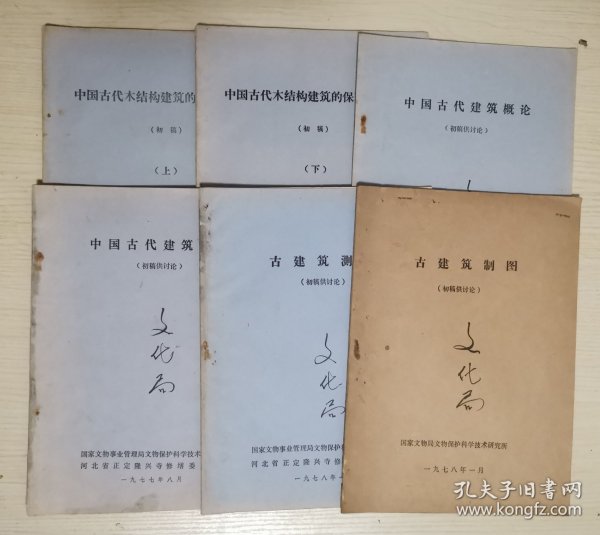 中国古代木结构建筑的
（初稿）
（上）
中国古代木结构建筑的保
（初稿）
（下）
中国古代建筑概论
（初稿供讨论）
中国古代建筑
（初稿供讨论）
文化局
国家文物事业管理局文物保护科学技术
河北省正定隆兴寺修缮委
一九七七年八月
古建筑测
（初稿供讨论）
文化局
国家文物事业管理局文物保护科
河北省正定隆兴寺修
一九七八年一
古建筑制图
（初稿供讨论）
文化局
国家文物局文物保护科学技术研究所
一九七八年一月
孔夫子旧书网
www.kongfz.com